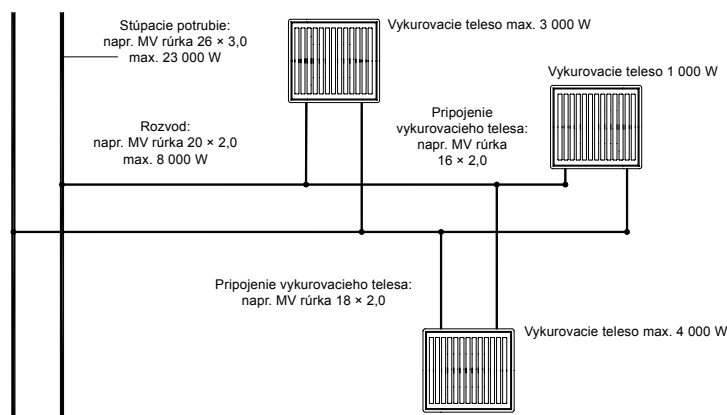 Stúpacie potrubie:
napr. MV rúrka 26 × 3,0
max. 23 000 W
Vykurovacie teleso max. 3 000 W
Vykurovacie teleso 1 000 W
Rozvod:
napr. MV rúrka 20 × 2,0
max. 8 000 W
Pripojenie
vykurovacieho telesa:
napr. MV rúrka
16 × 2,0
Pripojenie vykurovacieho telesa:
napr. MV rúrka 18 × 2,0
Vykurovacie teleso max. 4 000 W